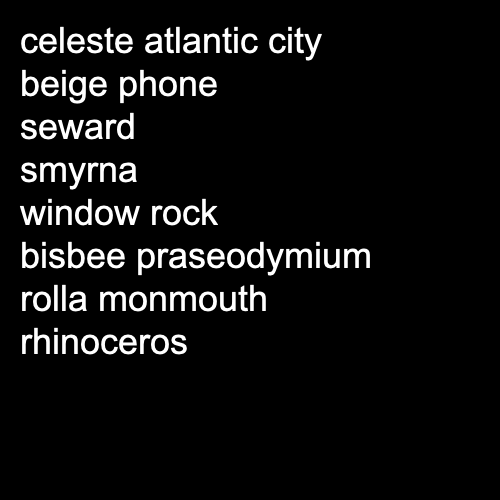 celeste atlantic city
beige phone
seward
smyrna
window rock
bisbee praseodymium
rolla monmouth
rhinoceros